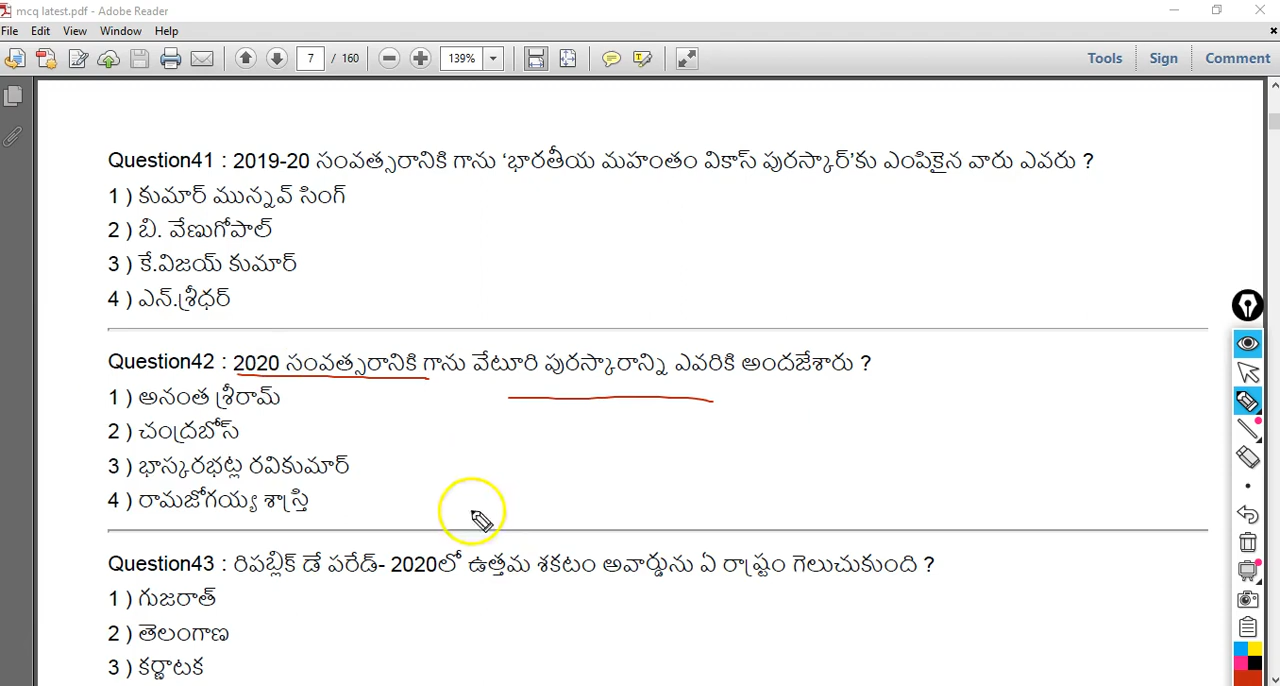 mcq latest.pdf - Adobe Reader
File Edit View Window Help
7 / 160 139% Tools Sign Comment
Question41 : 2019-20 సంవత్సరానికి గాను ‘భారతీయ మహంతం వికాస్ పురస్కార్’కు ఎంపికైన వారు ఎవరు ?
1 ) కుమార్ మున్నవ్ సింగ్
2 ) బి. వేణుగోపాల్
3 ) కే.విజయ్ కుమార్
4 ) ఎన్.శ్రీధర్
Question42 : 2020 సంవత్సరానికి గాను వేటూరి పురస్కారాన్ని ఎవరికి అందజేశారు ?
1 ) అనంత శ్రీరామ్
2 ) చంద్రబోస్
3 ) భాస్కరభట్ల రవికుమార్
4 ) రామజోగయ్య శాస్త్రి
Question43 : రిపబ్లిక్ డే పరేడ్- 2020లో ఉత్తమ శకటం అవార్డును ఏ రాష్ట్రం గెలుచుకుంది ?
1 ) గుజరాత్
2 ) తెలంగాణ
3 ) కర్ణాటక